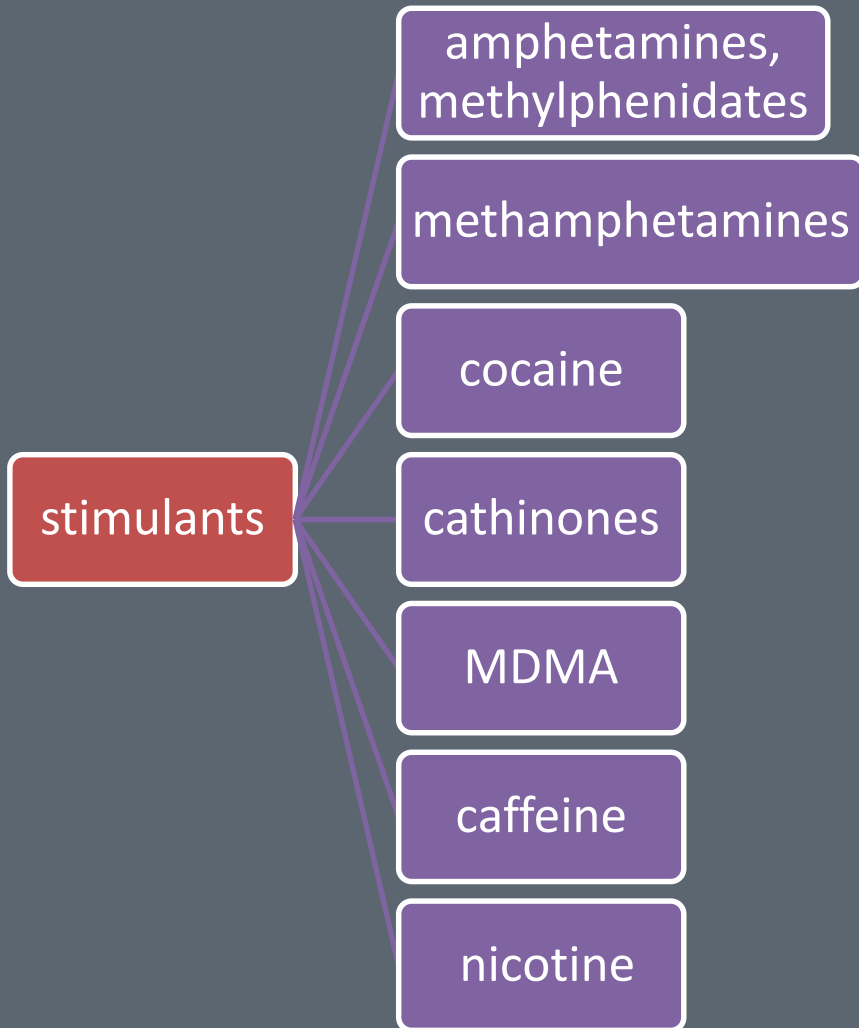 amphetamines,
methylphenidates
methamphetamines
cocaine
stimulants
cathinones
MDMA
caffeine
nicotine